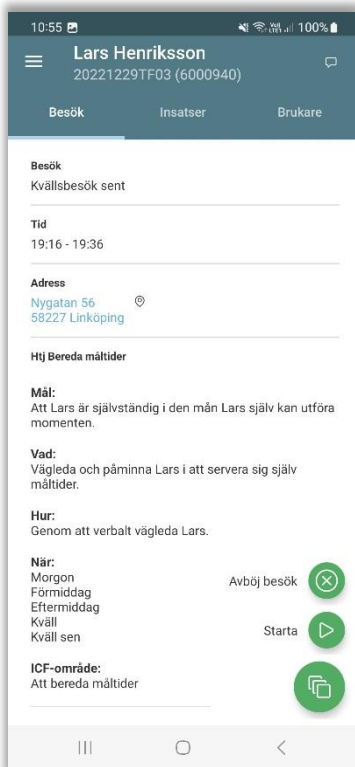 10:55 100%
Lars Henriksson
20221229TF03 (6000940)
Besök Insatser Brukare
Besök
Kvällsbesök sent
Tid
19:16 - 19:36
Adress
Nygatan 56
58227 Linköping
Htj Bereda måltider
Mål:
Att Lars är självständig i den mån Lars själv kan utföra
momenten.
Vad:
Vägleda och påminna Lars i att servera sig själv
måltider.
Hur:
Genom att verbalt vägleda Lars.
När:
Morgon
Förmiddag
Eftermiddag
Kväll
Kväll sen
Avböj besök
Starta
ICF-område:
Att bereda måltider